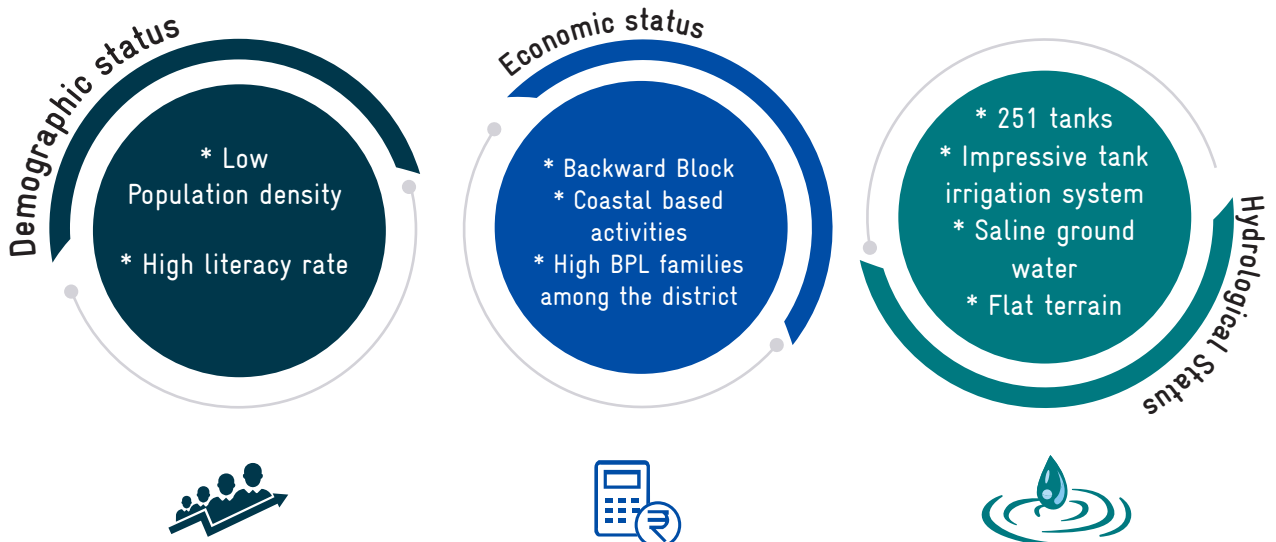 Demographic status
* Low
Population density
* High literacy rate
Economic status
* Backward Block
* Coastal based
activities
* High BPL families
among the district
* 251 tanks
* Impressive tank
irrigation system
* Saline ground
water
* Flat terrain
Hydrological Status
₹